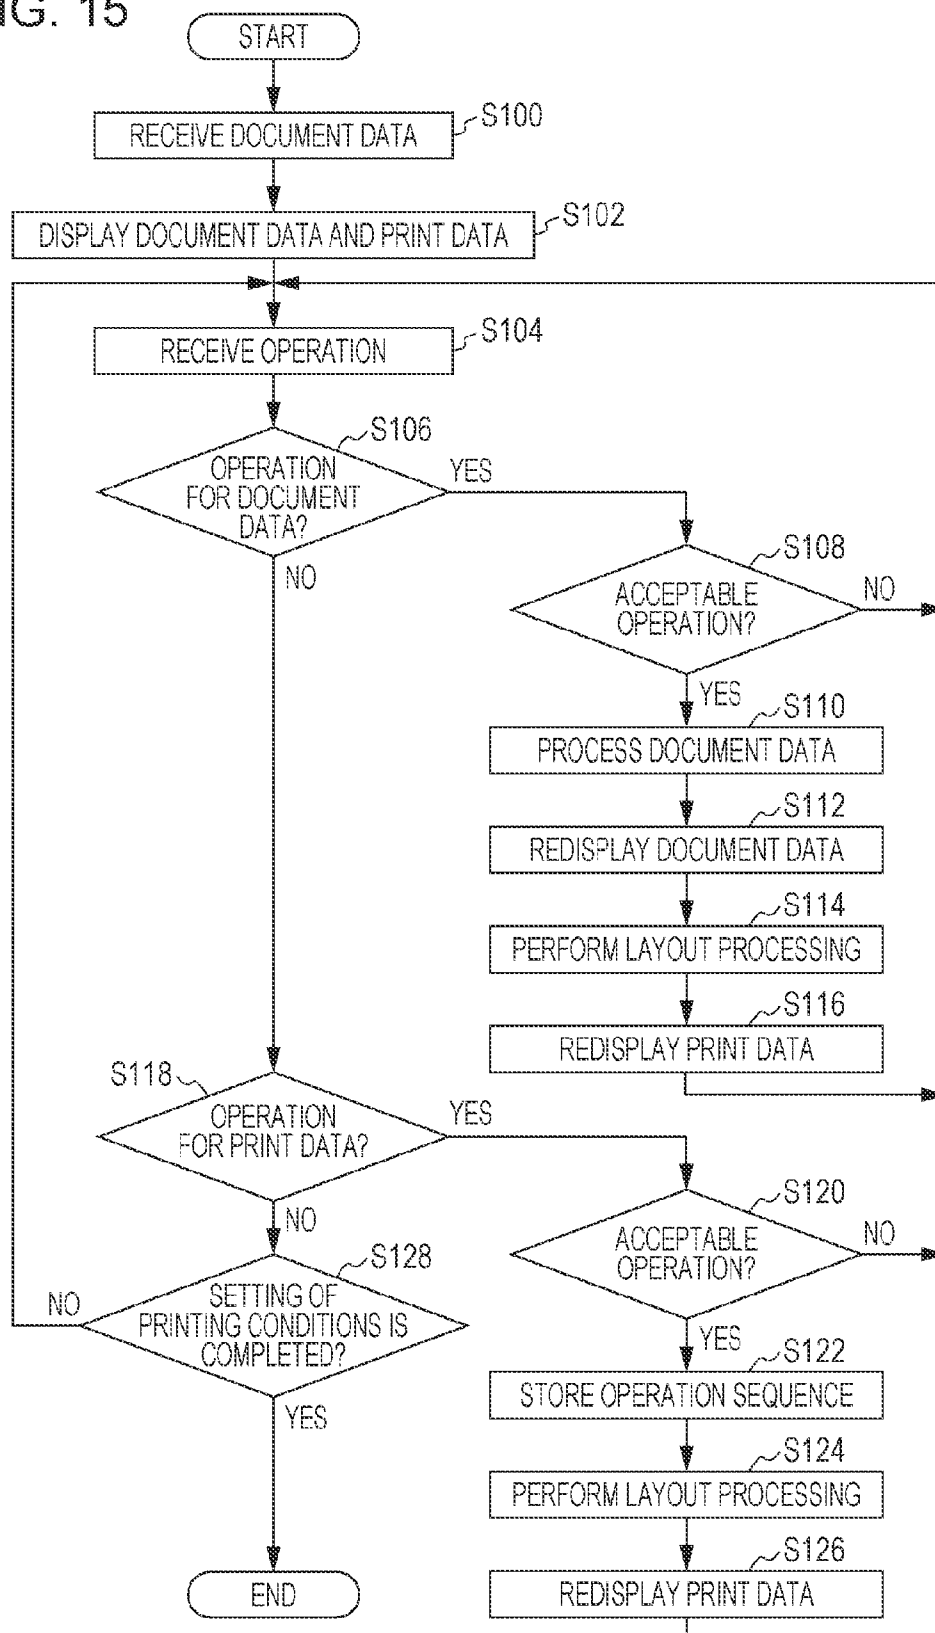 IG. 15
START
RECEIVE DOCUMENT DATA
S100
DISPLAY DOCUMENT DATA AND PRINT DATA
S102
RECEIVE OPERATION
S104
S106
OPERATION
FOR DOCUMENT
DATA?
YES
NO
S108
ACCEPTABLE
OPERATION?
NO
YES
S110
PROCESS DOCUMENT DATA
S112
REDISPLAY DOCUMENT DATA
S114
PERFORM LAYOUT PROCESSING
S116
REDISPLAY PRINT DATA
S118
OPERATION
FOR PRINT DATA?
YES
NO
S120
ACCEPTABLE
OPERATION?
NO
YES
S128
SETTING OF
PRINTING CONDITIONS IS
COMPLETED?
NO
YES
S122
STORE OPERATION SEQUENCE
S124
PERFORM LAYOUT PROCESSING
S126
REDISPLAY PRINT DATA
END